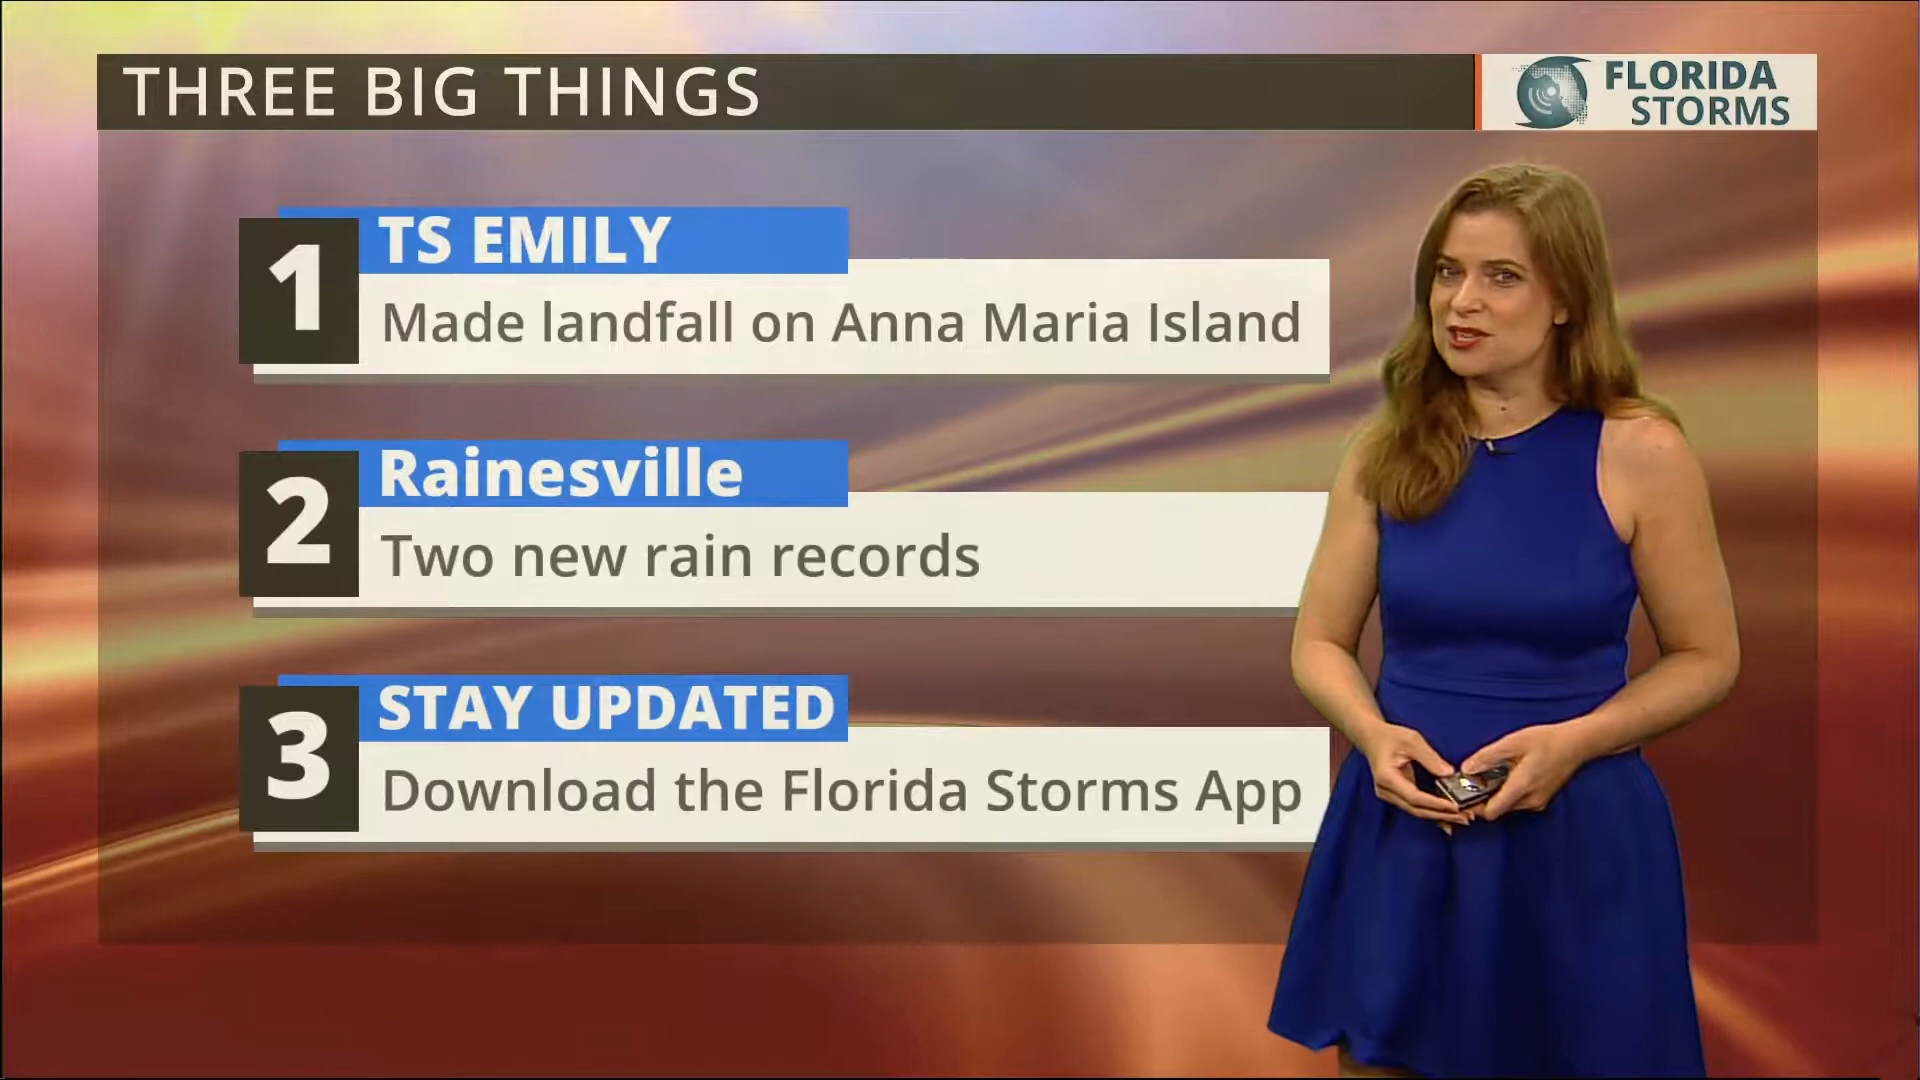 THREE BIG THINGS
FLORIDA
STORMS
1
TS EMILY
Made landfall on Anna Maria Island
2
Rainesville
Two new rain records
3
STAY UPDATED
Download the Florida Storms App